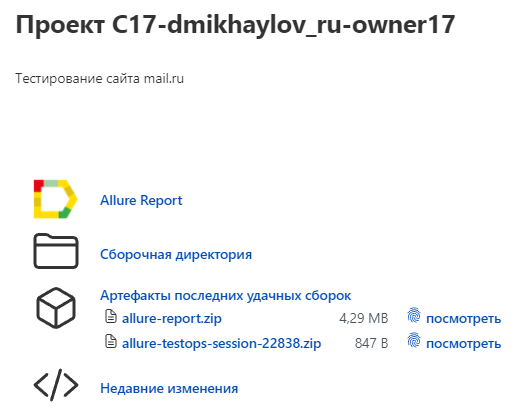 Проект C17-dmikhaylov_ru-owner17
Тестирование сайта mail.ru
Allure Report
Сборочная директория
Артефакты последних удачных сборок
allure-report.zip 4,29 MB посмотреть
allure-testops-session-22838.zip 847 B посмотреть
Недавние изменения